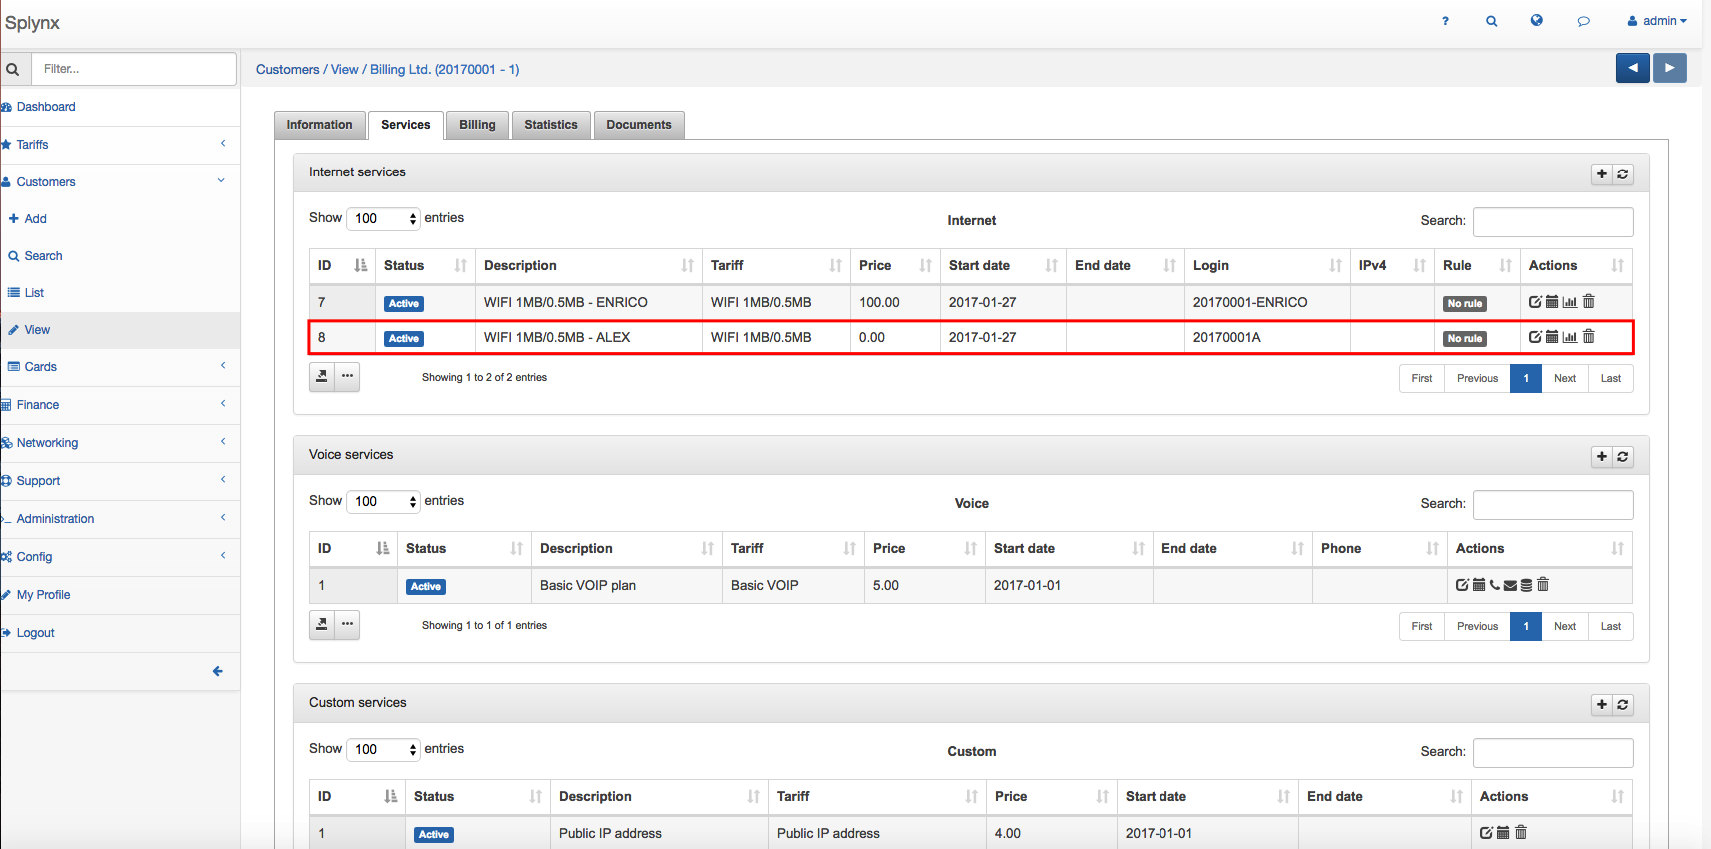 Splynx
? admin
Filter...
Customers / View / Billing Ltd. (20170001 - 1)
Dashboard
Tariffs
Customers
Add
Search
List
View
Cards
Finance
Networking
Support
Administration
Config
My Profile
Logout
Information Services Billing Statistics Documents
Internet services
Show 100 entries Internet Search:
ID Status Description Tariff Price Start date End date Login IPv4 Rule Actions
7 Active WIFI 1MB/0.5MB - ENRICO WIFI 1MB/0.5MB 100.00 2017-01-27 20170001-ENRICO No rule
8 Active WIFI 1MB/0.5MB - ALEX WIFI 1MB/0.5MB 0.00 2017-01-27 20170001A No rule
Showing 1 to 2 of 2 entries First Previous 1 Next Last
Voice services
Show 100 entries Voice Search:
ID Status Description Tariff Price Start date End date Phone Actions
1 Active Basic VOIP plan Basic VOIP 5.00 2017-01-01
Showing 1 to 1 of 1 entries First Previous 1 Next Last
Custom services
Show 100 entries Custom Search:
ID Status Description Tariff Price Start date End date Actions
1 Active Public IP address Public IP address 4.00 2017-01-01